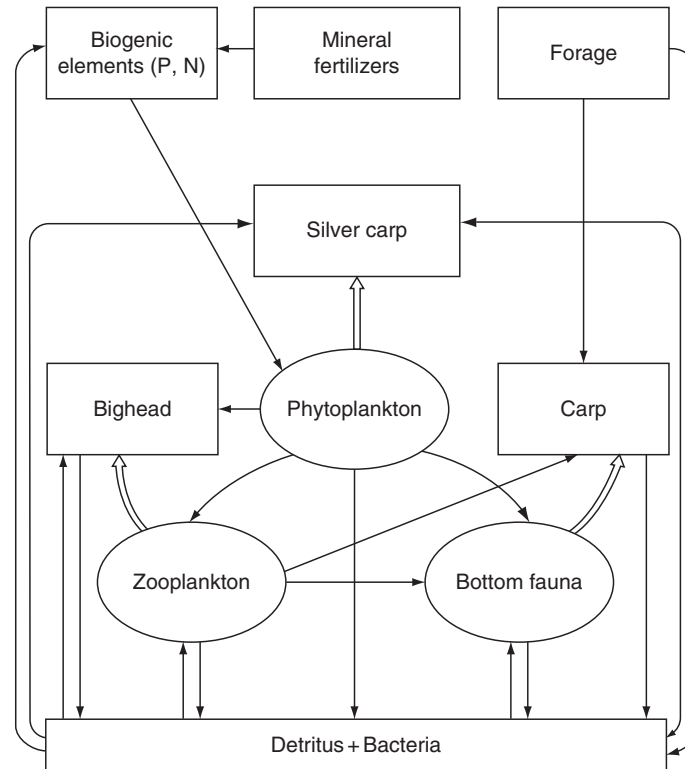 Biogenic
elements (P, N)
Mineral
fertilizers
Forage
Silver carp
Bighead
Phytoplankton
Carp
Zooplankton
Bottom fauna
Detritus + Bacteria